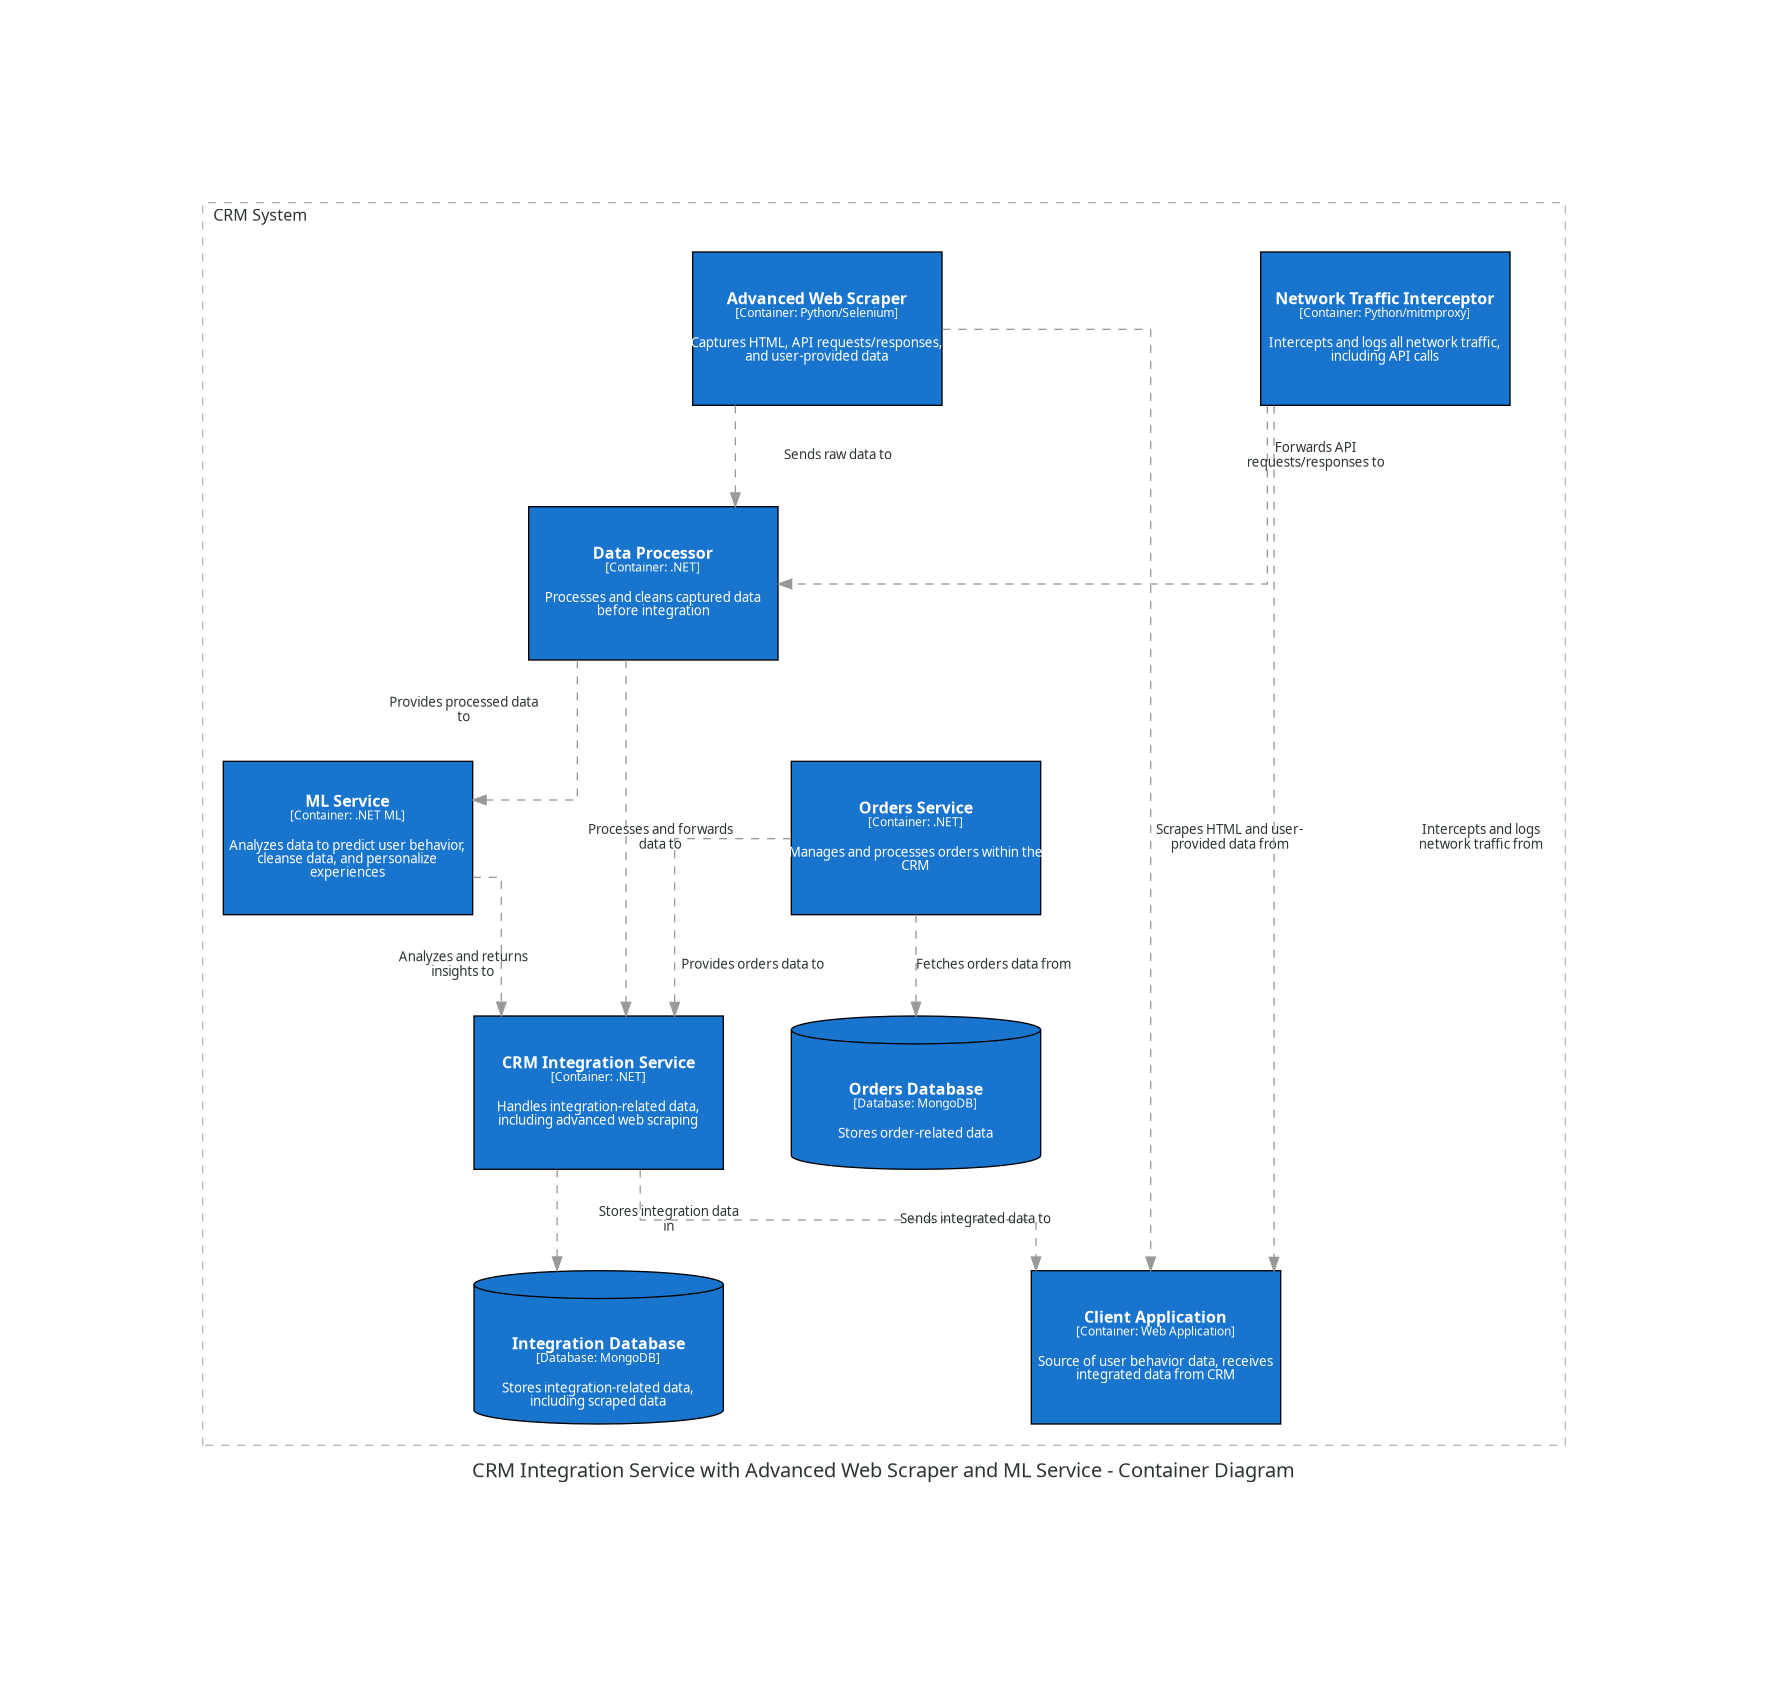 CRM System
Advanced Web Scraper
[Container: Python/Selenium]
Captures HTML, API requests/responses,
and user-provided data
Network Traffic Interceptor
[Container: Python/mitmproxy]
Intercepts and logs all network traffic,
including API calls
Sends raw data to
Forwards API
requests/responses to
Data Processor
[Container: .NET]
Processes and cleans captured data
before integration
Provides processed data
to
ML Service
[Container: .NET ML]
Analyzes data to predict user behavior,
cleanse data, and personalize
experiences
Processes and forwards
data to
Orders Service
[Container: .NET]
Manages and processes orders within the
CRM
Scrapes HTML and user-
provided data from
Intercepts and logs
network traffic from
Analyzes and returns
insights to
Provides orders data to
Fetches orders data from
CRM Integration Service
[Container: .NET]
Handles integration-related data,
including advanced web scraping
Orders Database
[Database: MongoDB]
Stores order-related data
Stores integration data
in
Sends integrated data to
Integration Database
[Database: MongoDB]
Stores integration-related data,
including scraped data
Client Application
[Container: Web Application]
Source of user behavior data, receives
integrated data from CRM
CRM Integration Service with Advanced Web Scraper and ML Service - Container Diagram